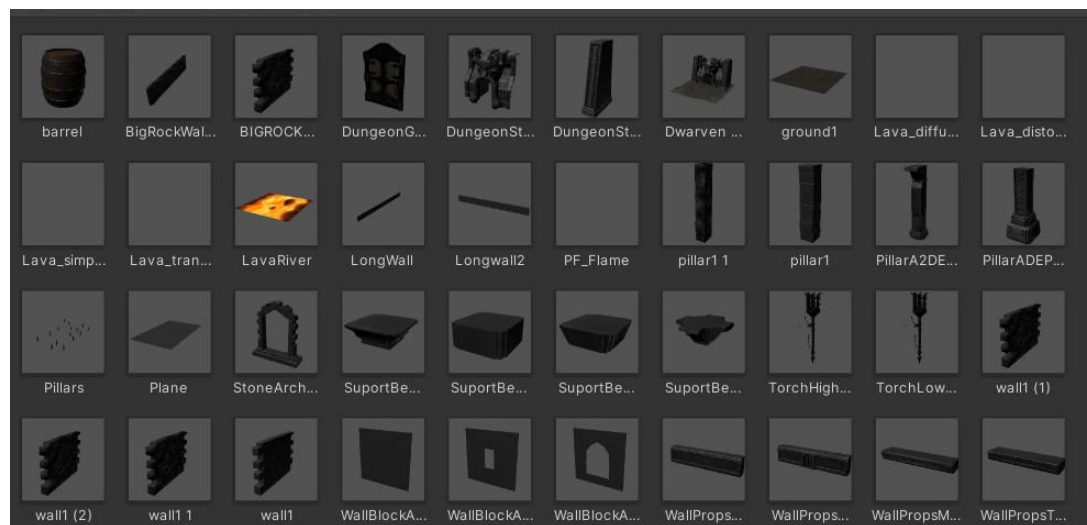 barrel BigRockWal... BIGROCK... DungeonG... DungeonSt... DungeonSt... Dwarven ... ground1 Lava_diffu... Lava_disto...
Lava_simp... Lava_tran... LavaRiver LongWall Longwall2 PF_Flame pillar1 1 pillar1 PillarA2DE... PillarADEP...
Pillars Plane StoneArch... SuportBe... SuportBe... SuportBe... SuportBe... TorchHigh... TorchLow... wall1 (1)
wall1 (2) wall1 1 wall1 WallBlockA... WallBlockA... WallBlockA... WallProps... WallProps... WallPropsM... WallPropsT...